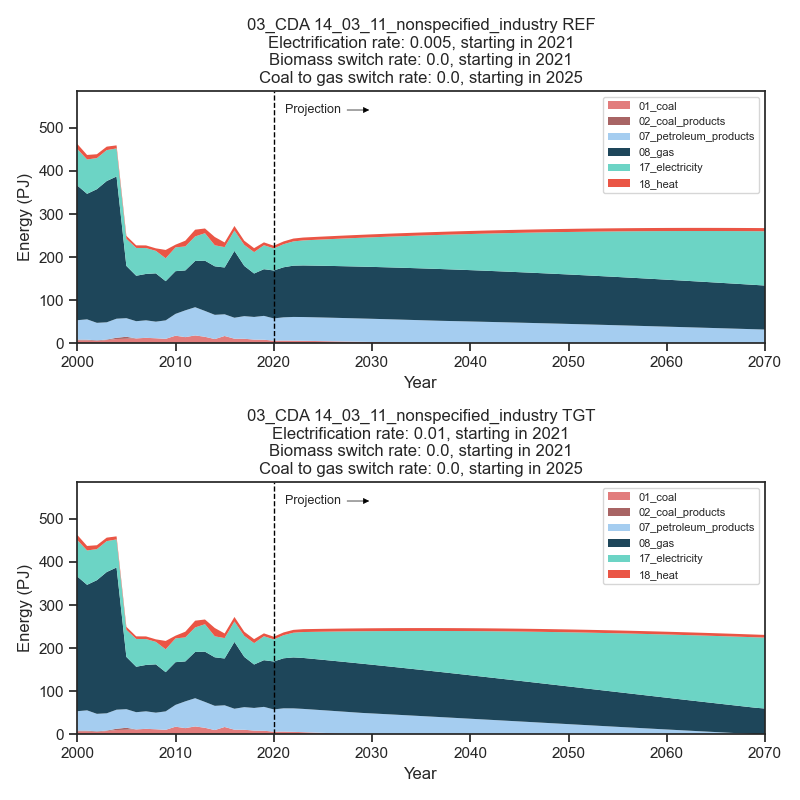 03_CDA 14_03_11_nonspecified_industry REF
Electrification rate: 0.005, starting in 2021
Biomass switch rate: 0.0, starting in 2021
Coal to gas switch rate: 0.0, starting in 2025
Projection
01_coal
02_coal_products
07_petroleum_products
08_gas
17_electricity
18_heat
Energy (PJ)
500
400
300
200
100
0
2000 2010 2020 2030 2040 2050 2060 2070
Year
03_CDA 14_03_11_nonspecified_industry TGT
Electrification rate: 0.01, starting in 2021
Biomass switch rate: 0.0, starting in 2021
Coal to gas switch rate: 0.0, starting in 2025
Projection
01_coal
02_coal_products
07_petroleum_products
08_gas
17_electricity
18_heat
Energy (PJ)
500
400
300
200
100
0
2000 2010 2020 2030 2040 2050 2060 2070
Year